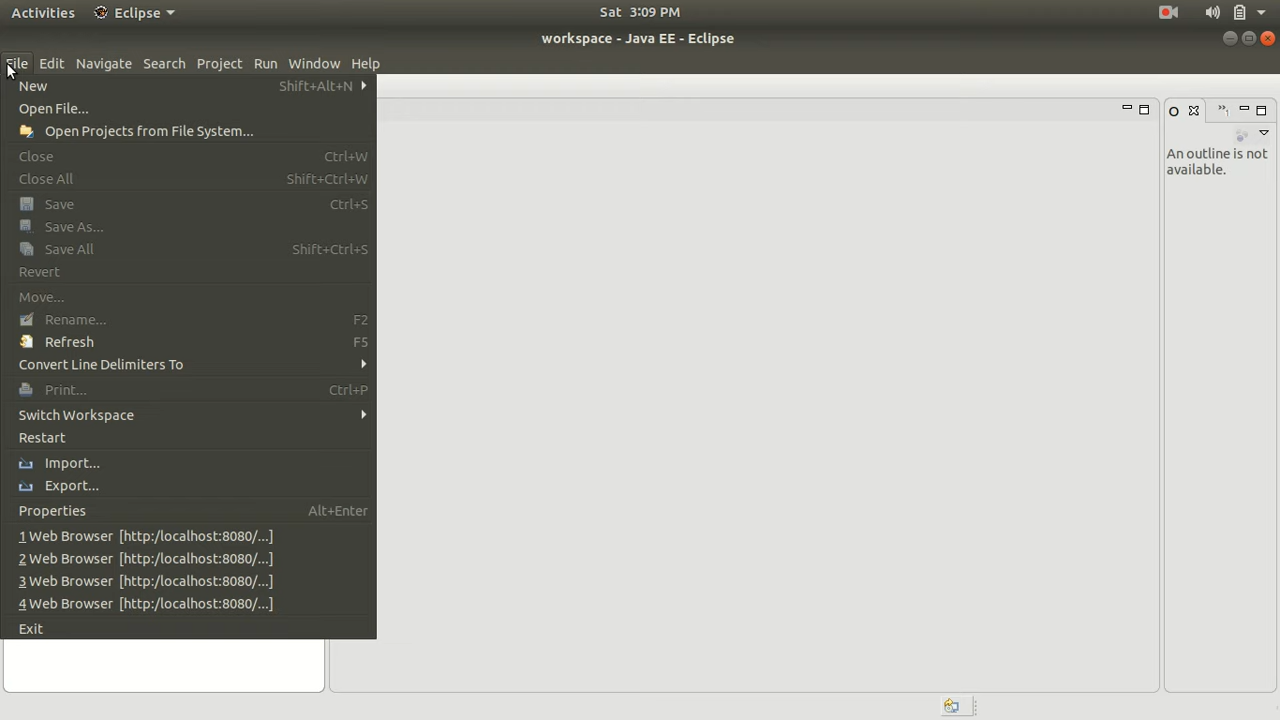 Activities Eclipse Sat 3:09 PM
workspace - Java EE - Eclipse
File Edit Navigate Search Project Run Window Help
New Shift+Alt+N
Open File...
Open Projects from File System...
Close Ctrl+W
Close All Shift+Ctrl+W
Save Ctrl+S
Save As...
Save All Shift+Ctrl+S
Revert
Move...
Rename... F2
Refresh F5
Convert Line Delimiters To
Print... Ctrl+P
Switch Workspace
Restart
Import...
Export...
Properties Alt+Enter
1 Web Browser [http:/localhost:8080/...]
2 Web Browser [http:/localhost:8080/...]
3 Web Browser [http:/localhost:8080/...]
4 Web Browser [http:/localhost:8080/...]
Exit
O
An outline is not
available.